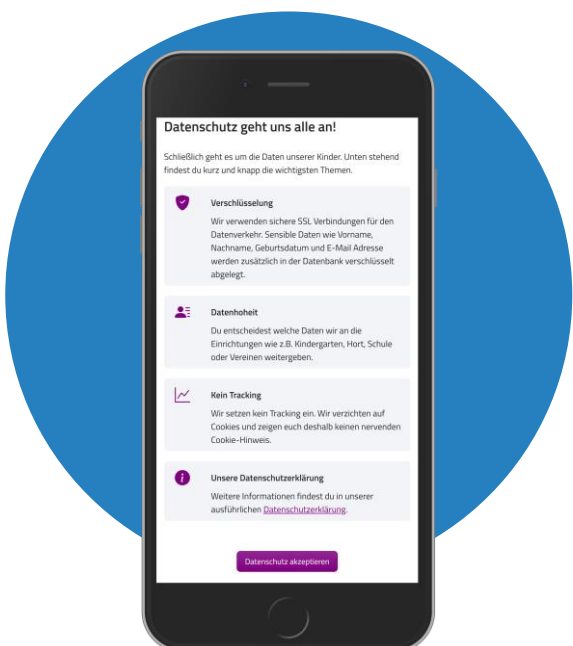 Datenschutz geht uns alle an!
Schließlich geht es um die Daten unserer Kinder. Unten stehend
findest du kurz und knapp die wichtigsten Themen.
Verschlüsselung
Wir verwenden sichere SSL Verbindungen für den
Datenverkehr. Sensible Daten wie Vorname,
Nachname, Geburtsdatum und E-Mail Adresse
werden zusätzlich in der Datenbank verschlüsselt
abgelegt.
Datenhoheit
Du entscheidest welche Daten wir an die
Einrichtungen wie z.B. Kindergarten, Hort, Schule
oder Vereinen weitergeben.
Kein Tracking
Wir setzen kein Tracking ein. Wir verzichten auf
Cookies und zeigen euch deshalb keinen nervenden
Cookie-Hinweis.
Unsere Datenschutzerklärung
Weitere Informationen findest du in unserer
ausführlichen Datenschutzerklärung.
Datenschutz akzeptieren